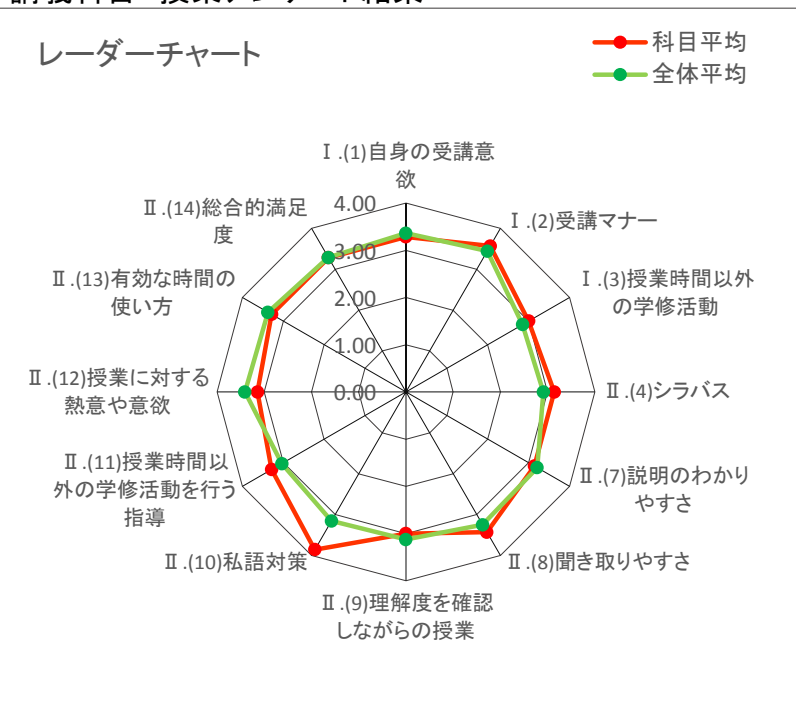 レーダーチャート
科目平均
全体平均
Ⅰ.(1)自身の受講意
欲
Ⅰ.(2)受講マナー
Ⅰ.(3)授業時間以外
の学修活動
Ⅱ.(4)シラバス
Ⅱ.(7)説明のわかり
やすさ
Ⅱ.(8)聞き取りやすさ
Ⅱ.(9)理解度を確認
しながらの授業
Ⅱ.(10)私語対策
Ⅱ.(11)授業時間以
外の学修活動を行う
指導
Ⅱ.(12)授業に対する
熱意や意欲
Ⅱ.(13)有効な時間の
使い方
Ⅱ.(14)総合的満足
度
4.00
3.00
2.00
1.00
0.00